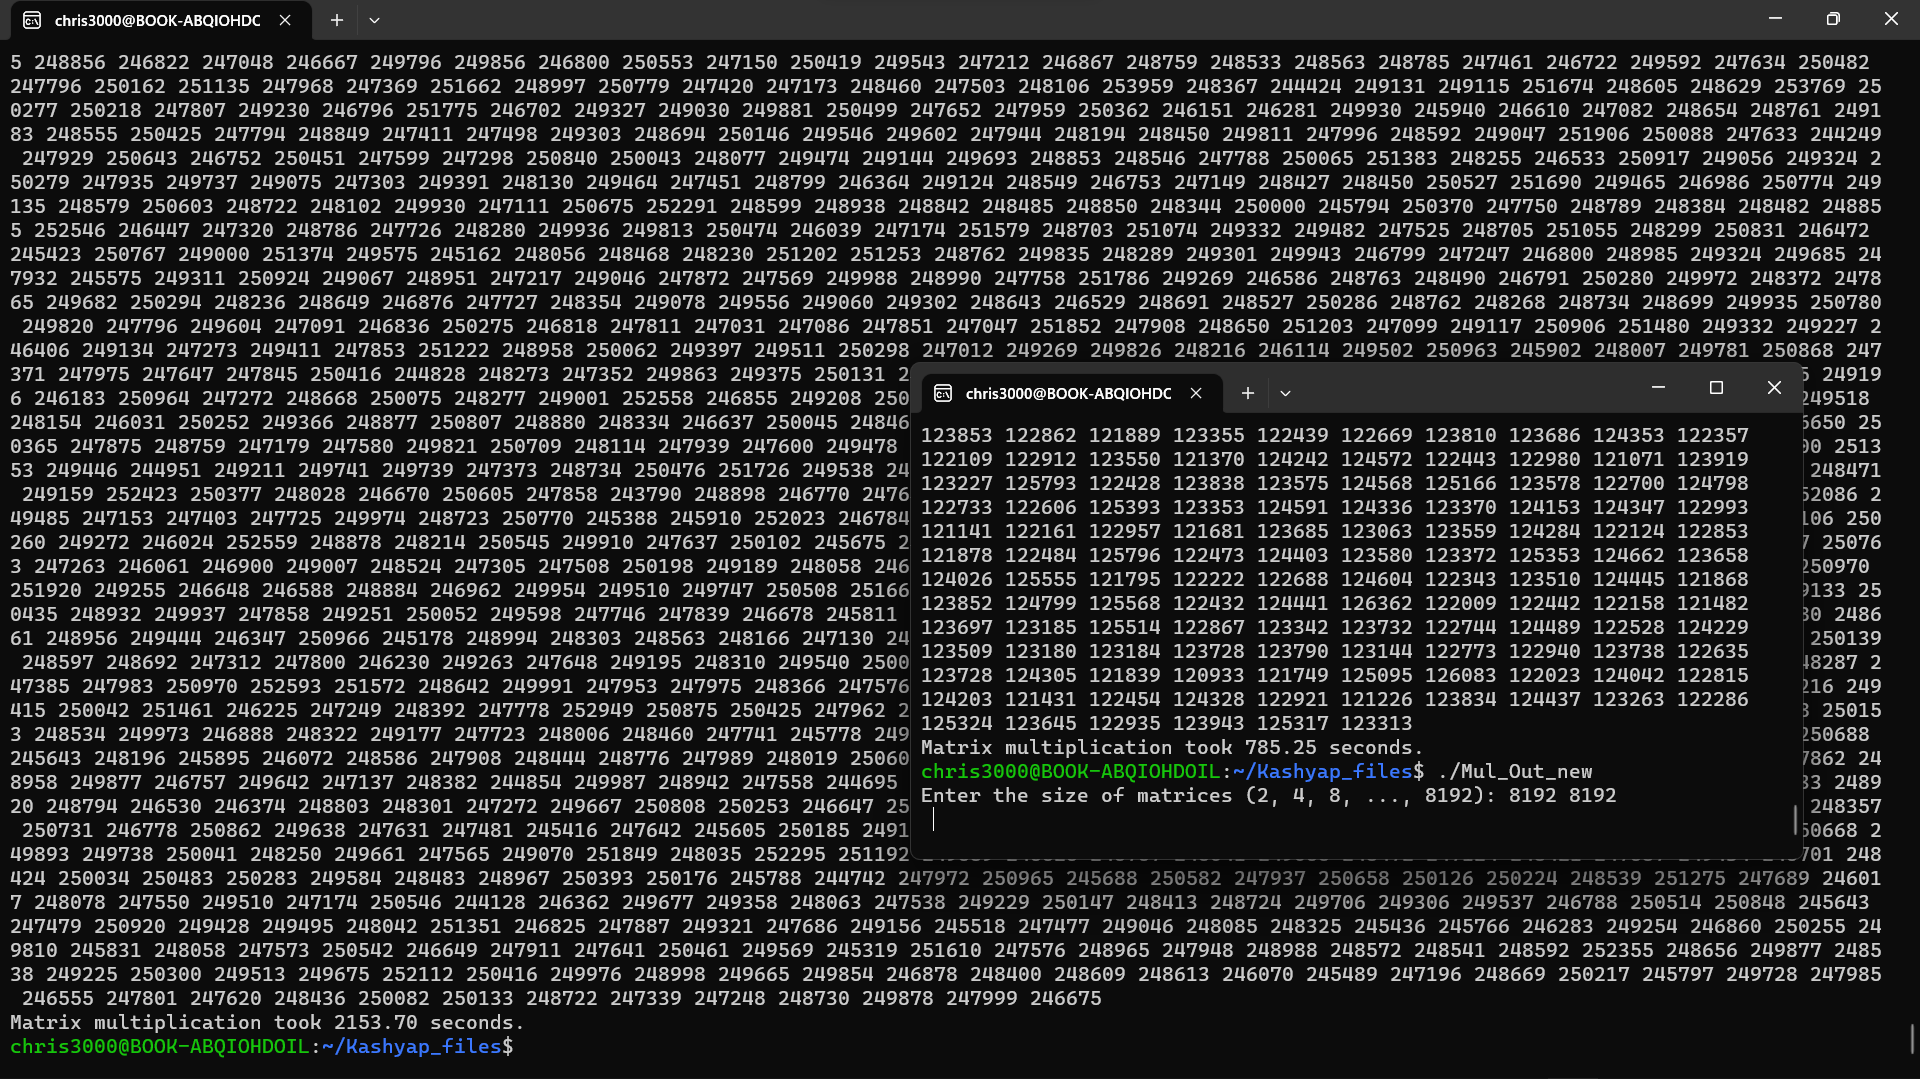 chris3000@BOOK-ABQIOHDC
5 248856 246822 247048 246667 249796 249856 246800 250553 247150 250419 249543 247212 246867 248759 248533 248563 248785 247461 246722 249592 247634 250482
247796 250162 251135 247968 247369 251662 248997 250779 247420 247173 248460 247503 248106 253959 248367 244424 249131 249115 251674 248605 248629 253769 25
0277 250218 247807 249230 246796 251775 246702 249327 249030 249881 250499 247652 247959 250362 246151 246281 249930 245940 246610 247082 248654 248761 2491
83 248555 250425 247794 248849 247411 247498 249303 248694 250146 249546 249602 247944 248194 248450 249811 247996 248592 249047 251906 250088 247633 244249
247929 250643 246752 250451 247599 247298 250840 250043 248077 249474 249144 249693 248853 248546 247788 250065 251383 248255 246533 250917 249056 249324 2
50279 247935 249737 249075 247303 249391 248130 249464 247451 248799 246364 249124 248549 246753 247149 248427 248450 250527 251690 249465 246986 250774 249
135 248579 250603 248722 248102 249930 247111 250675 252291 248599 248938 248842 248485 248850 248344 250000 245794 250370 247750 248789 248384 248482 24885
5 252546 246447 247320 248786 247726 248280 249936 249813 250474 246039 247174 251579 248703 251074 249332 249482 247525 248705 251055 248299 250831 246472
245423 250767 249000 251374 249575 245162 248056 248468 248230 251202 251253 248762 249835 248289 249301 249943 246799 247247 246800 248985 249324 249685 24
7932 245575 249311 250924 249067 248951 247217 249046 247872 247569 249988 248990 247758 251786 249269 246586 248763 248490 246791 250280 249972 248372 2478
65 249682 250294 248236 248649 246876 247727 248354 249078 249556 249060 249302 248643 246529 248691 248527 250286 248762 248268 248734 248699 249935 250780
249820 247796 249604 247091 246836 250275 246818 247811 247031 247086 247851 247047 251852 247908 248650 251203 247099 249117 250906 251480 249332 249227 2
46406 249134 247273 249411 247853 251222 248958 250062 249397 249511 250298 247012 249269 249826 248216 246114 249502 250963 245902 248007 249781 250868 247
371 247975 247647 247845 250416 244828 248273 247352 249863 249375 250131 2 24919
6 246183 250964 247272 248668 250075 248277 249001 252558 246855 249208 250 249518
248154 246031 250252 249366 248877 250807 248880 248334 246637 250045 24846 6650 25
0365 247875 248759 247179 247580 249821 250709 248114 247939 247600 249478 00 2513
53 249446 244951 249211 249741 249739 247373 248734 250476 251726 249538 24 248471
249159 252423 250377 248028 246670 250605 247858 243790 248898 246770 2476 52086 2
49485 247153 247403 247725 249974 248723 250770 245388 245910 252023 246784 106 250
260 249272 246024 252559 248878 248214 250545 249910 247637 250102 245675 2 25076
3 247263 246061 246900 249007 248524 247305 247508 250198 249189 248058 246 250970
251920 249255 246648 246588 248884 246962 249954 249510 249747 250508 25166 9133 25
0435 248932 249937 247858 249251 250052 249598 247746 247839 246678 245811 30 2486
61 248956 249444 246347 250966 245178 248994 248303 248563 248166 247130 24 250139
248597 248692 247312 247800 246230 249263 247648 249195 248310 249540 2500 48287 2
47385 247983 250970 252593 251572 248642 249991 247953 247975 248366 247576 216 249
415 250042 251461 246225 247249 248392 247778 252949 250875 250425 247962 2 25015
3 248534 249973 246888 248322 249177 247723 248006 248460 247741 245778 249 250688
245643 248196 245895 246072 248586 247908 248444 248776 247989 248019 25060 7862 24
8958 249877 246757 249642 247137 248382 244854 249987 248942 247558 244695 33 2489
20 248794 246530 246374 248803 248301 247272 249667 250808 250253 246647 25 248357
250731 246778 250862 249638 247481 245416 247642 245605 250185 2491 50668 2
49893 249738 250041 248250 249661 247565 249070 251849 248035 252295 251192 701 248
424 250034 250483 250283 249584 248483 248967 250393 250176 245788 244742 247972 250965 245688 250582 247937 250658 250126 250224 248539 251275 247689 24601
7 248078 247550 249510 247174 250546 244128 246362 249677 249358 248063 247538 249229 250147 248413 248724 249706 249306 249537 246788 250514 250848 245643
247479 250920 249428 249495 248042 251351 246825 247887 249321 247686 249156 245518 247477 249046 248085 248325 245436 245766 246283 249254 246860 250255 24
9810 245831 248058 247573 250542 246649 247911 247641 250461 249569 245319 251610 247576 248965 247948 248988 248572 248541 248592 252355 248656 249877 2485
38 249225 250300 249513 249675 252112 250416 249976 248998 249665 249854 246878 248400 248609 248613 246070 245489 247196 248669 250217 245797 249728 247985
246555 247801 247620 248436 250082 250133 248722 247339 247248 248730 249878 247999 246675
Matrix multiplication took 2153.70 seconds.
chris3000@BOOK-ABQIOHDOIL:~/Kashyap_files$
chris3000@BOOK-ABQIOHDC
123853 122862 121889 123355 122439 122669 123810 123686 124353 122357
122109 122912 123550 121370 124242 124572 122443 122980 121071 123919
123227 125793 122428 123838 123575 124568 125166 123578 122700 124798
122733 122606 125393 123353 124591 124336 123370 124153 124347 122993
121141 122161 122957 121681 123685 123063 123559 124284 122124 122853
121878 122484 125796 122473 124403 123580 123372 125353 124662 123658
124026 125555 121795 122222 122688 124604 122343 123510 124445 121868
123852 124799 125568 122432 124441 126362 122009 122442 122158 121482
123697 123185 125514 122867 123342 123732 122744 124489 122528 124229
123509 123180 123184 123728 123790 123144 122773 122940 123738 122635
123728 124305 121839 120933 121749 125095 126083 122023 124042 122815
124203 121431 122454 124328 122921 121226 123834 124437 123263 122286
125324 123645 122935 123943 125317 123313
Matrix multiplication took 785.25 seconds.
chris3000@BOOK-ABQIOHDOIL:~/Kashyap_files$ ./Mul_Out_new
Enter the size of matrices (2, 4, 8, ..., 8192): 8192 8192